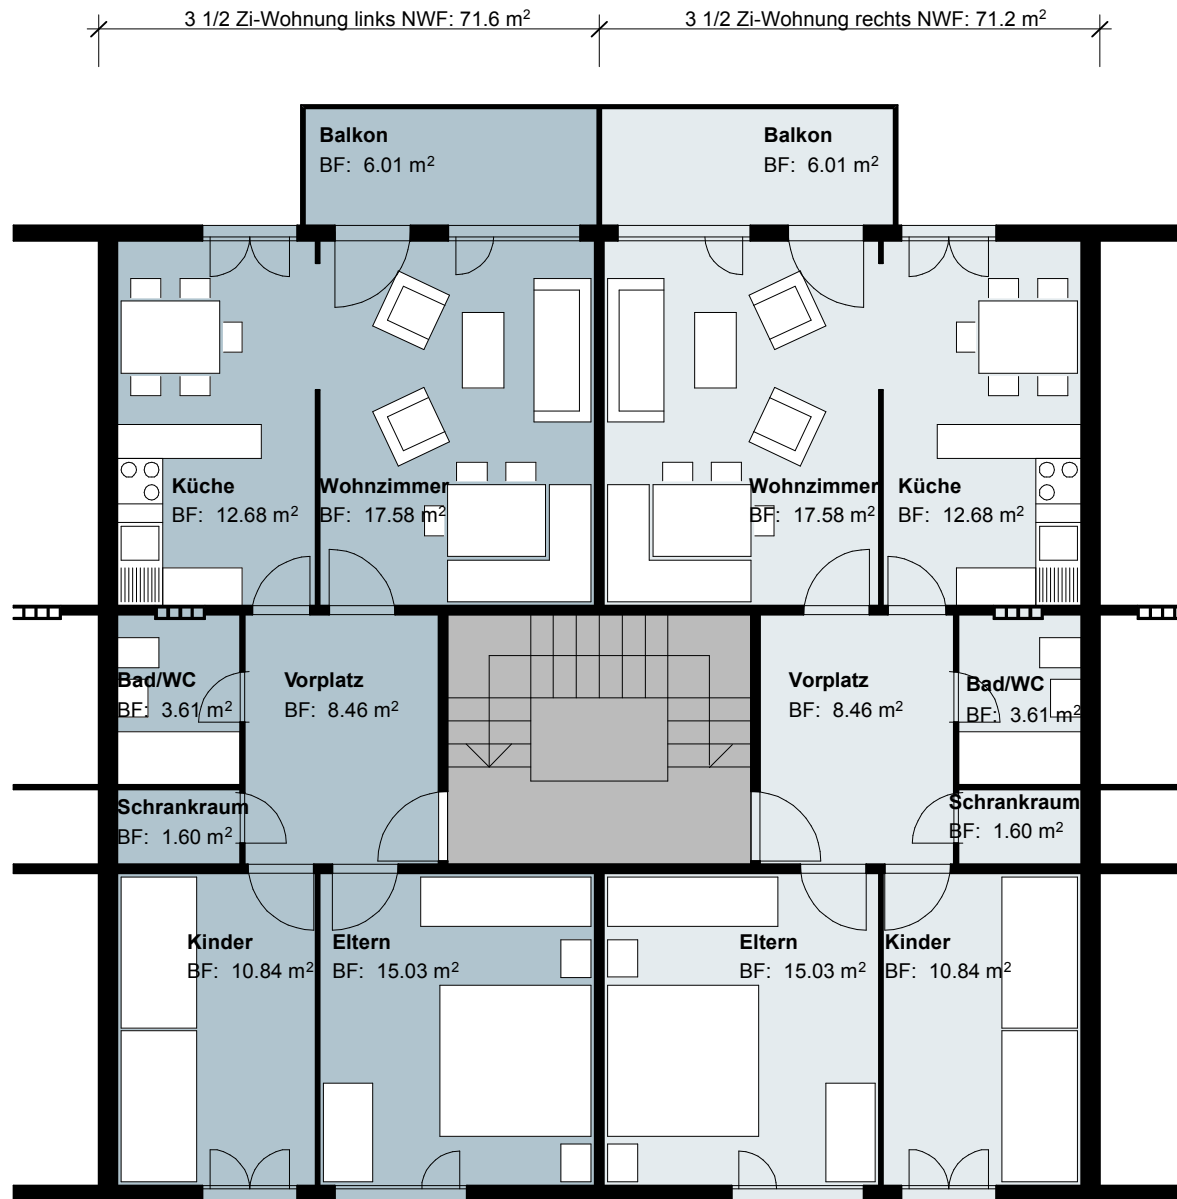 3 1/2 Zi-Wohnung links NWF: 71.6 m²
3 1/2 Zi-Wohnung rechts NWF: 71.2 m²
Balkon
BF: 6.01 m²
Balkon
BF: 6.01 m²
Küche
BF: 12.68 m²
Wohnzimmer
BF: 17.58 m²
Wohnzimmer
BF: 17.58 m²
Küche
BF: 12.68 m²
Bad/WC
BF: 3.61 m²
Vorplatz
BF: 8.46 m²
Vorplatz
BF: 8.46 m²
Bad/WC
BF: 3.61 m²
Schrankraum
BF: 1.60 m²
Schrankraum
BF: 1.60 m²
Kinder
BF: 10.84 m²
Eltern
BF: 15.03 m²
Eltern
BF: 15.03 m²
Kinder
BF: 10.84 m²